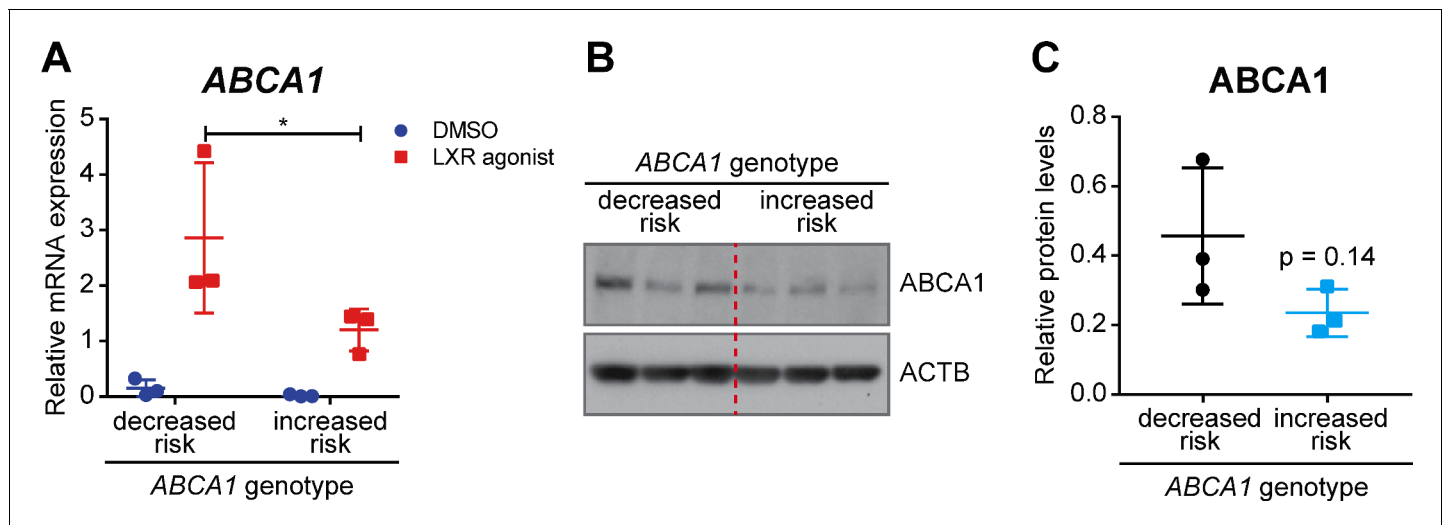 A
ABCA1
Relative mRNA expression
5
4
3
2
1
0
*
DMSO
LXR agonist
decreased
risk
increased
risk
ABCA1 genotype
B
ABCA1 genotype
decreased
risk
increased
risk
ABCA1
ACTB
C
ABCA1
Relative protein levels
0.8
0.6
0.4
0.2
0.0
p = 0.14
decreased
risk
increased
risk
ABCA1 genotype